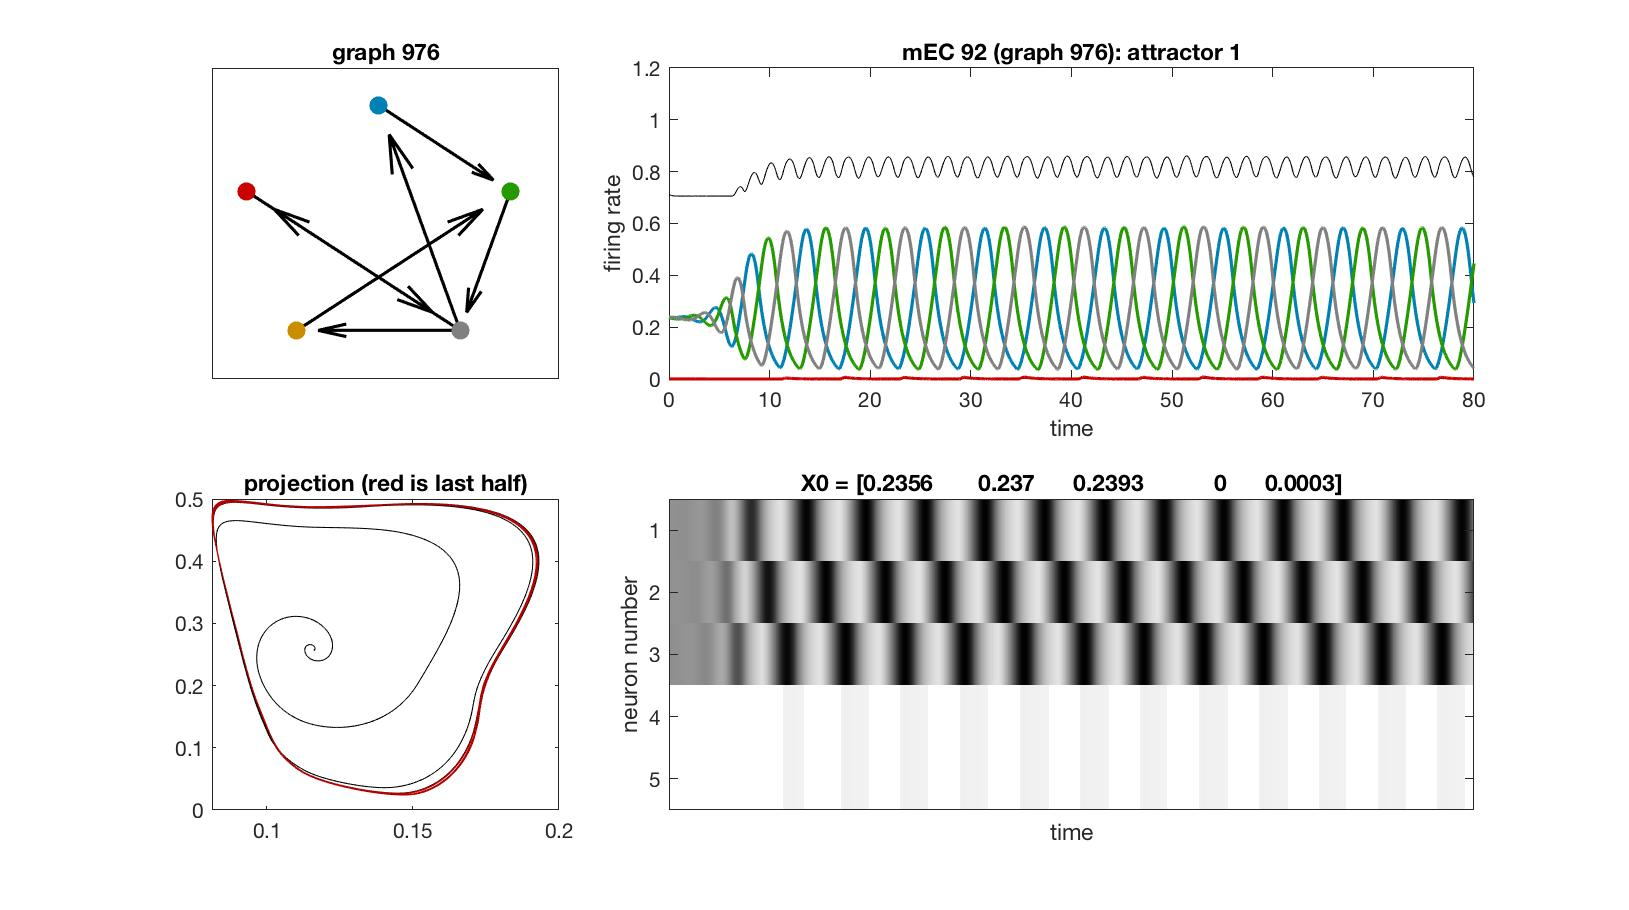 graph 976
mEC 92 (graph 976): attractor 1
1.2
1
0.8
0.6
0.4
0.2
0
firing rate
0 10 20 30 40 50 60 70 80
time
projection (red is last half)
0.5
0.4
0.3
0.2
0.1
0
0.1 0.15 0.2
X0 = [0.2356 0.237 0.2393 0 0.0003]
1
2
3
4
5
neuron number
time